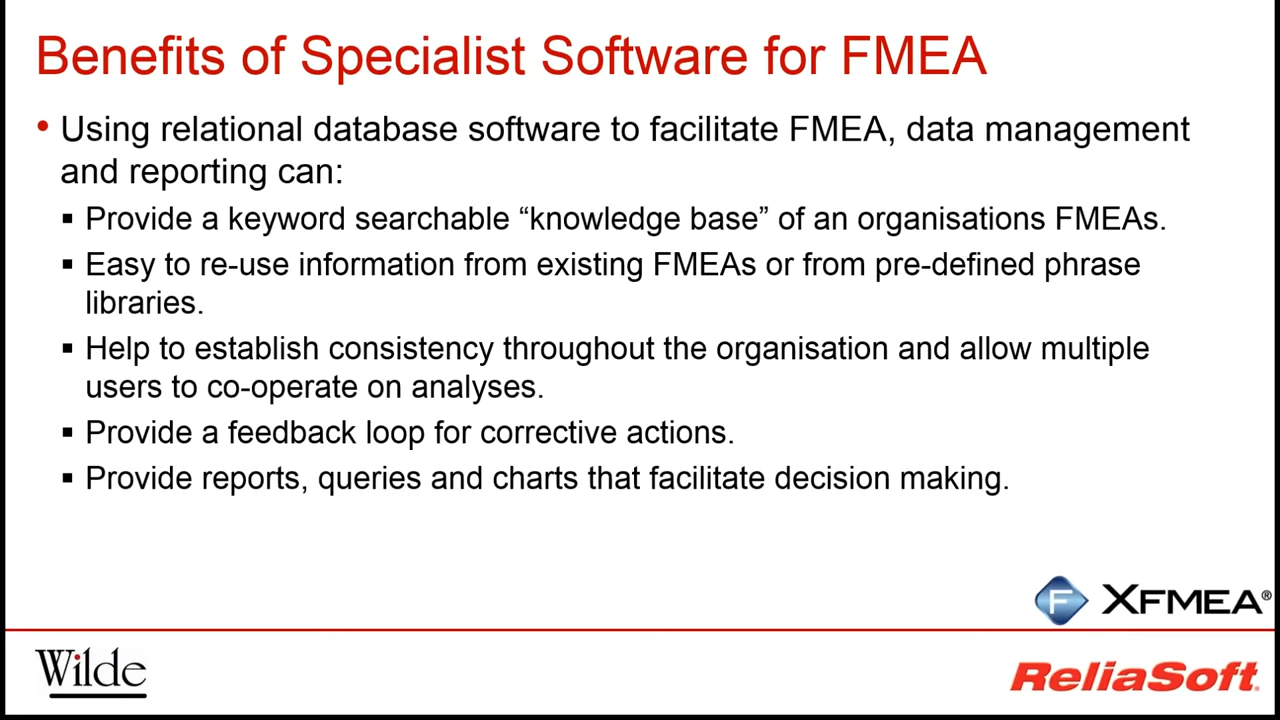 Benefits of Specialist Software for FMEA
• Using relational database software to facilitate FMEA, data management
and reporting can:
▪ Provide a keyword searchable “knowledge base” of an organisations FMEAs.
▪ Easy to re-use information from existing FMEAs or from pre-defined phrase
libraries.
▪ Help to establish consistency throughout the organisation and allow multiple
users to co-operate on analyses.
▪ Provide a feedback loop for corrective actions.
▪ Provide reports, queries and charts that facilitate decision making.
F XFMEA®
Wilde
ReliaSoft